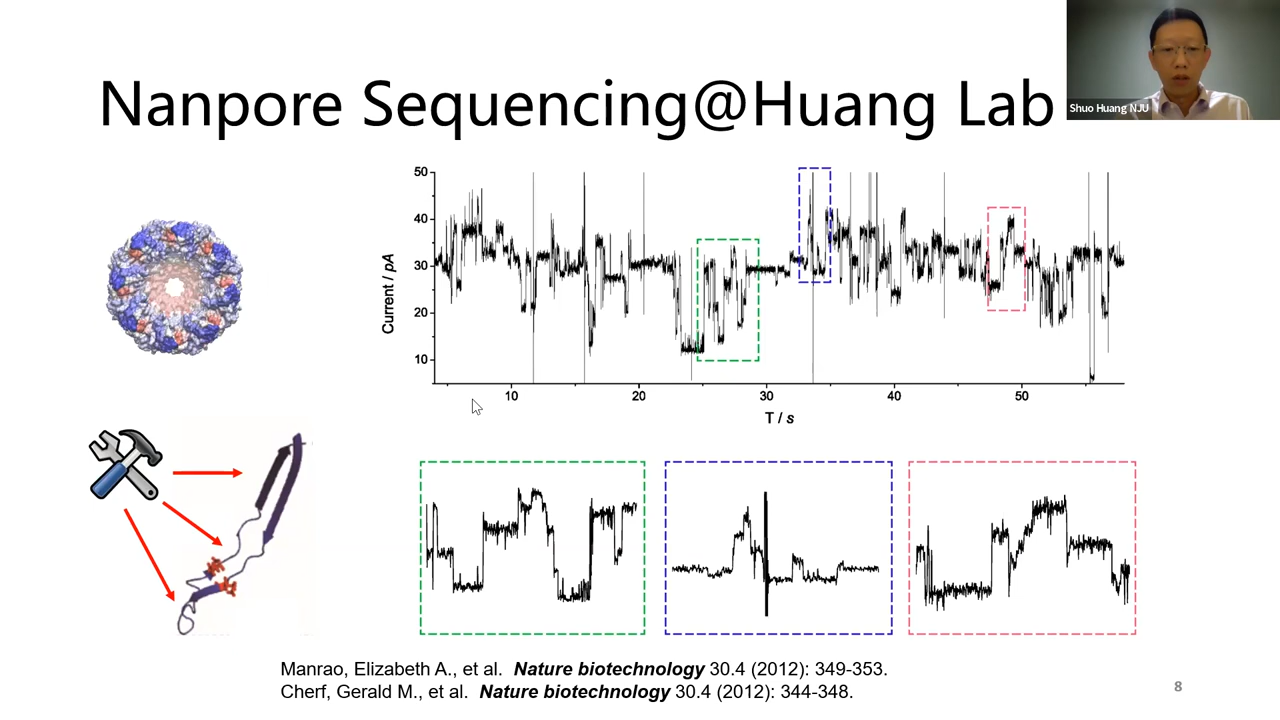 Nanpore Sequencing@Huang Lab
Shuo Huang NJU
50
40
30
20
10
Current / pA
10 20 30 40 50
T / s
Manrao, Elizabeth A., et al. Nature biotechnology 30.4 (2012): 349-353.
Cherf, Gerald M., et al. Nature biotechnology 30.4 (2012): 344-348.
8